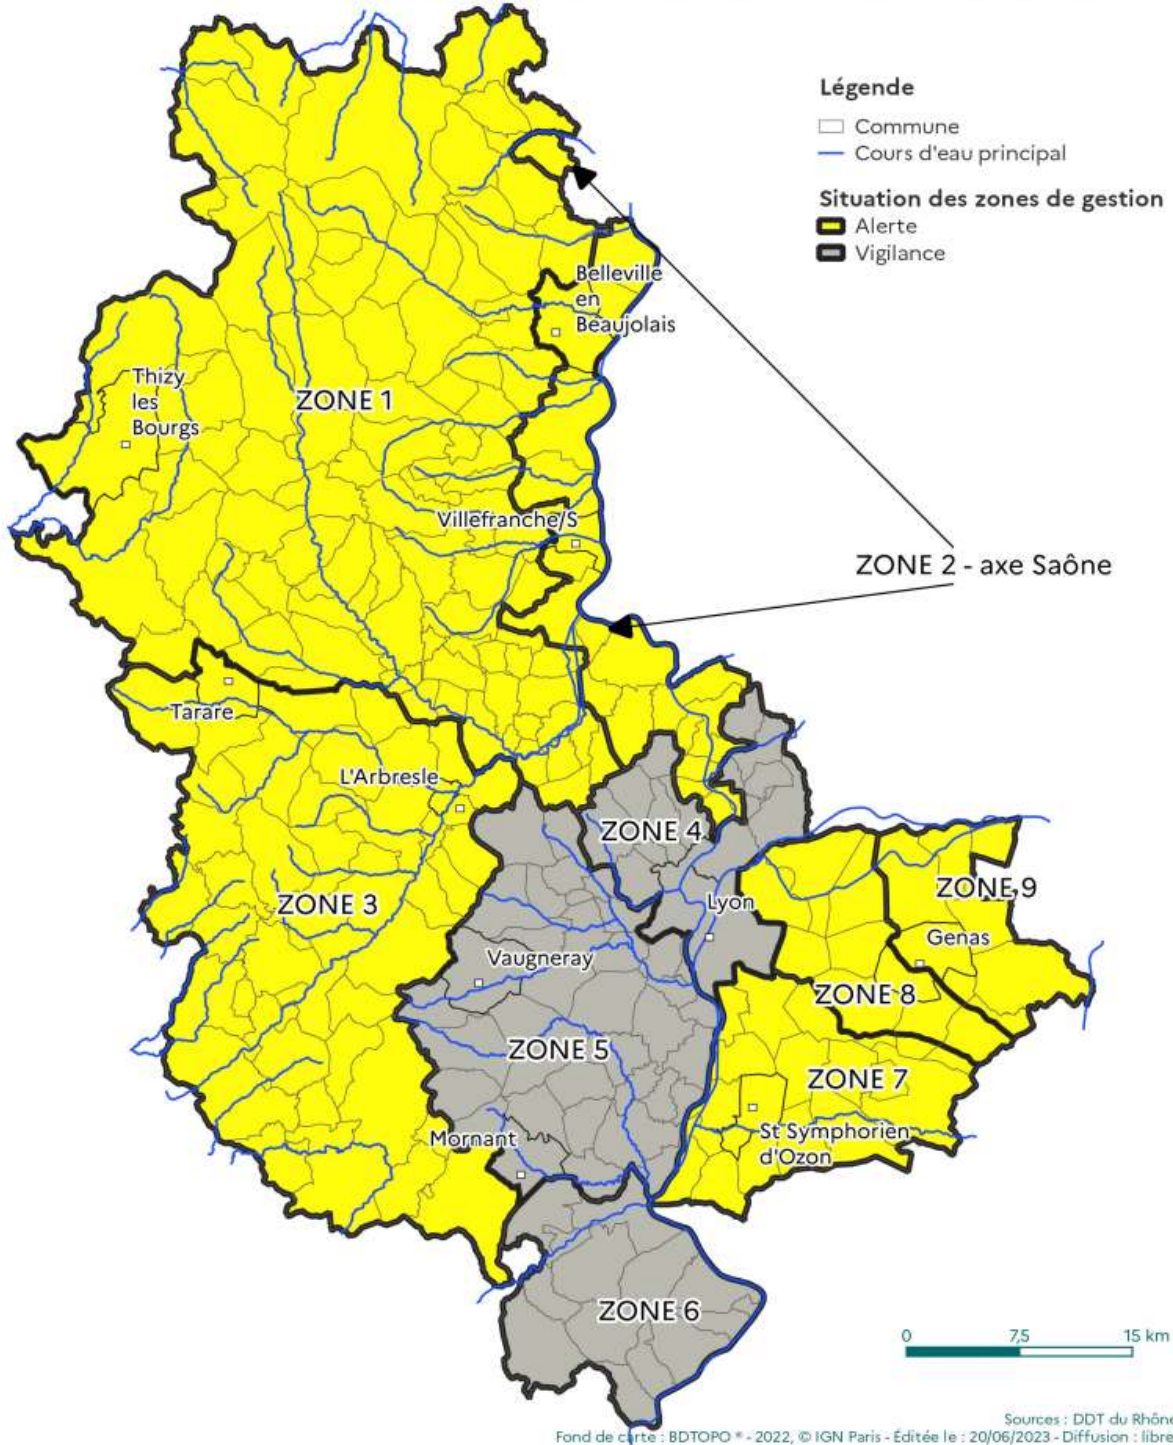 Légende
Commune
Cours d'eau principal
Situation des zones de gestion
Alerte
Vigilance
Belleville
en
Beaujolais
Thizy
les
Bourgs
ZONE 1
Villefranche/S
ZONE 2 - axe Saône
Tarare
L'Arbresle
ZONE 4
ZONE 9
ZONE 3
Lyon
Genas
Vaugneray
ZONE 8
ZONE 5
ZONE 7
Mornant
St Symphorien
d'Ozon
ZONE 6
0 7,5 15 km
Sources : DDT du Rhône
Fond de carte : BDTOPO ® - 2022, © IGN Paris - Éditée le : 20/06/2023 - Diffusion : libre